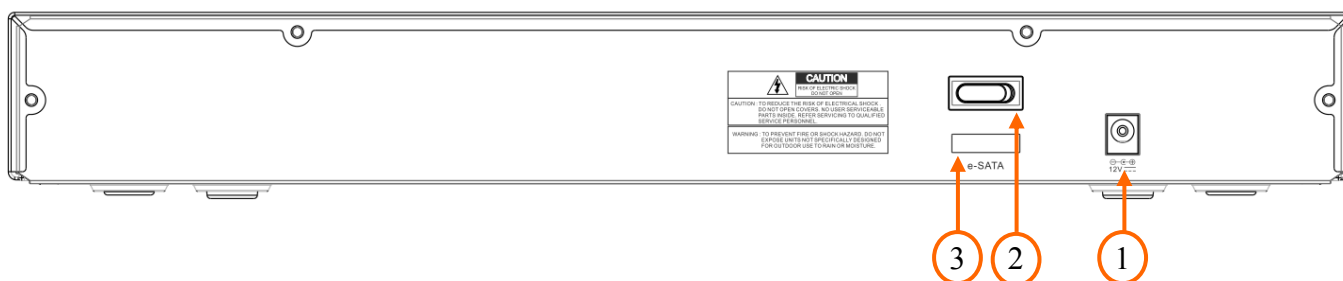 CAUTION
RISK OF ELECTRIC SHOCK
DO NOT OPEN
CAUTION : TO REDUCE THE RISK OF ELECTRICAL SHOCK
DO NOT OPEN COVERS. NO USER SERVICEABLE
PARTS INSIDE. REFER SERVICING TO QUALIFIED
SERVICE PERSONNEL.
WARNING : TO PREVENT FIRE OR SHOCK HAZARD. DO NOT
EXPOSE UNITS NOT SPECIFICALLY DESIGNED
FOR OUTDOOR USE TO RAIN OR MOISTURE.
e-SATA
12V
3
2
1